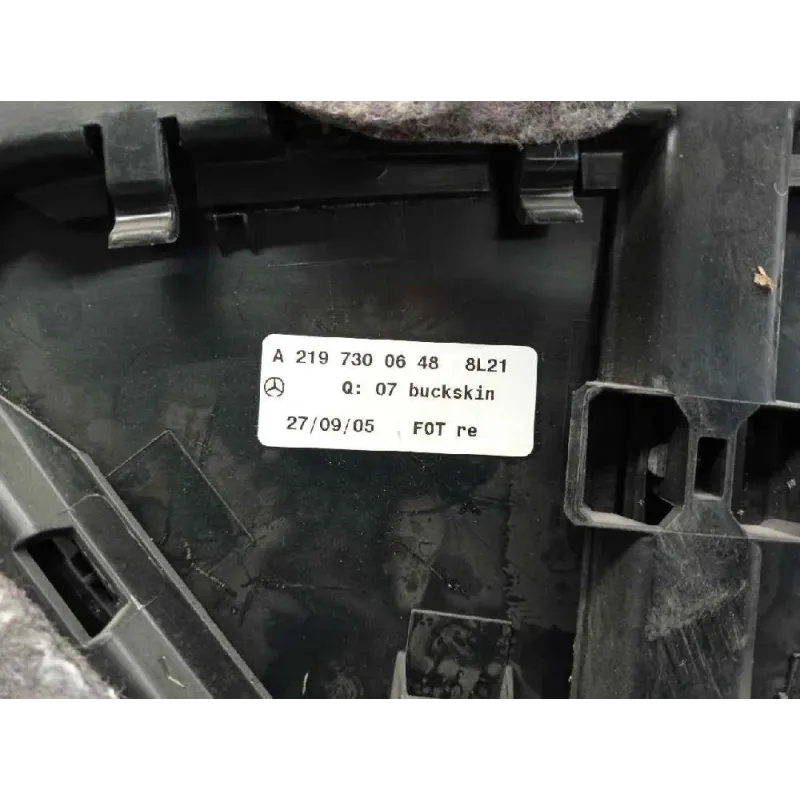 A 219 730 06 48 8L21
Q: 07 buckskin
27/09/05 FOT re